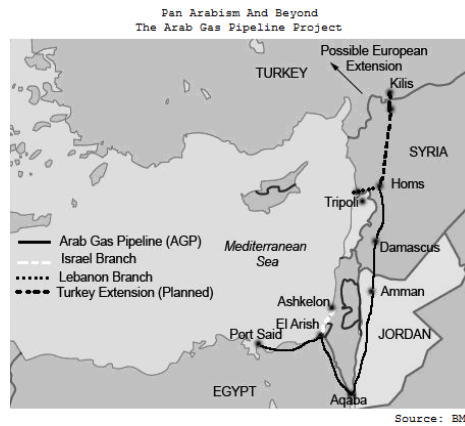 Pan Arabism And Beyond
The Arab Gas Pipeline Project
Possible European
Extension
TURKEY
Kilis
SYRIA
Homs
Tripoli
Arab Gas Pipeline (AGP)
Israel Branch
Lebanon Branch
Turkey Extension (Planned)
Mediterranean
Sea
Damascus
Ashkelon
Amman
El Arish
Port Said
JORDAN
EGYPT
Aqaba
Source: BM